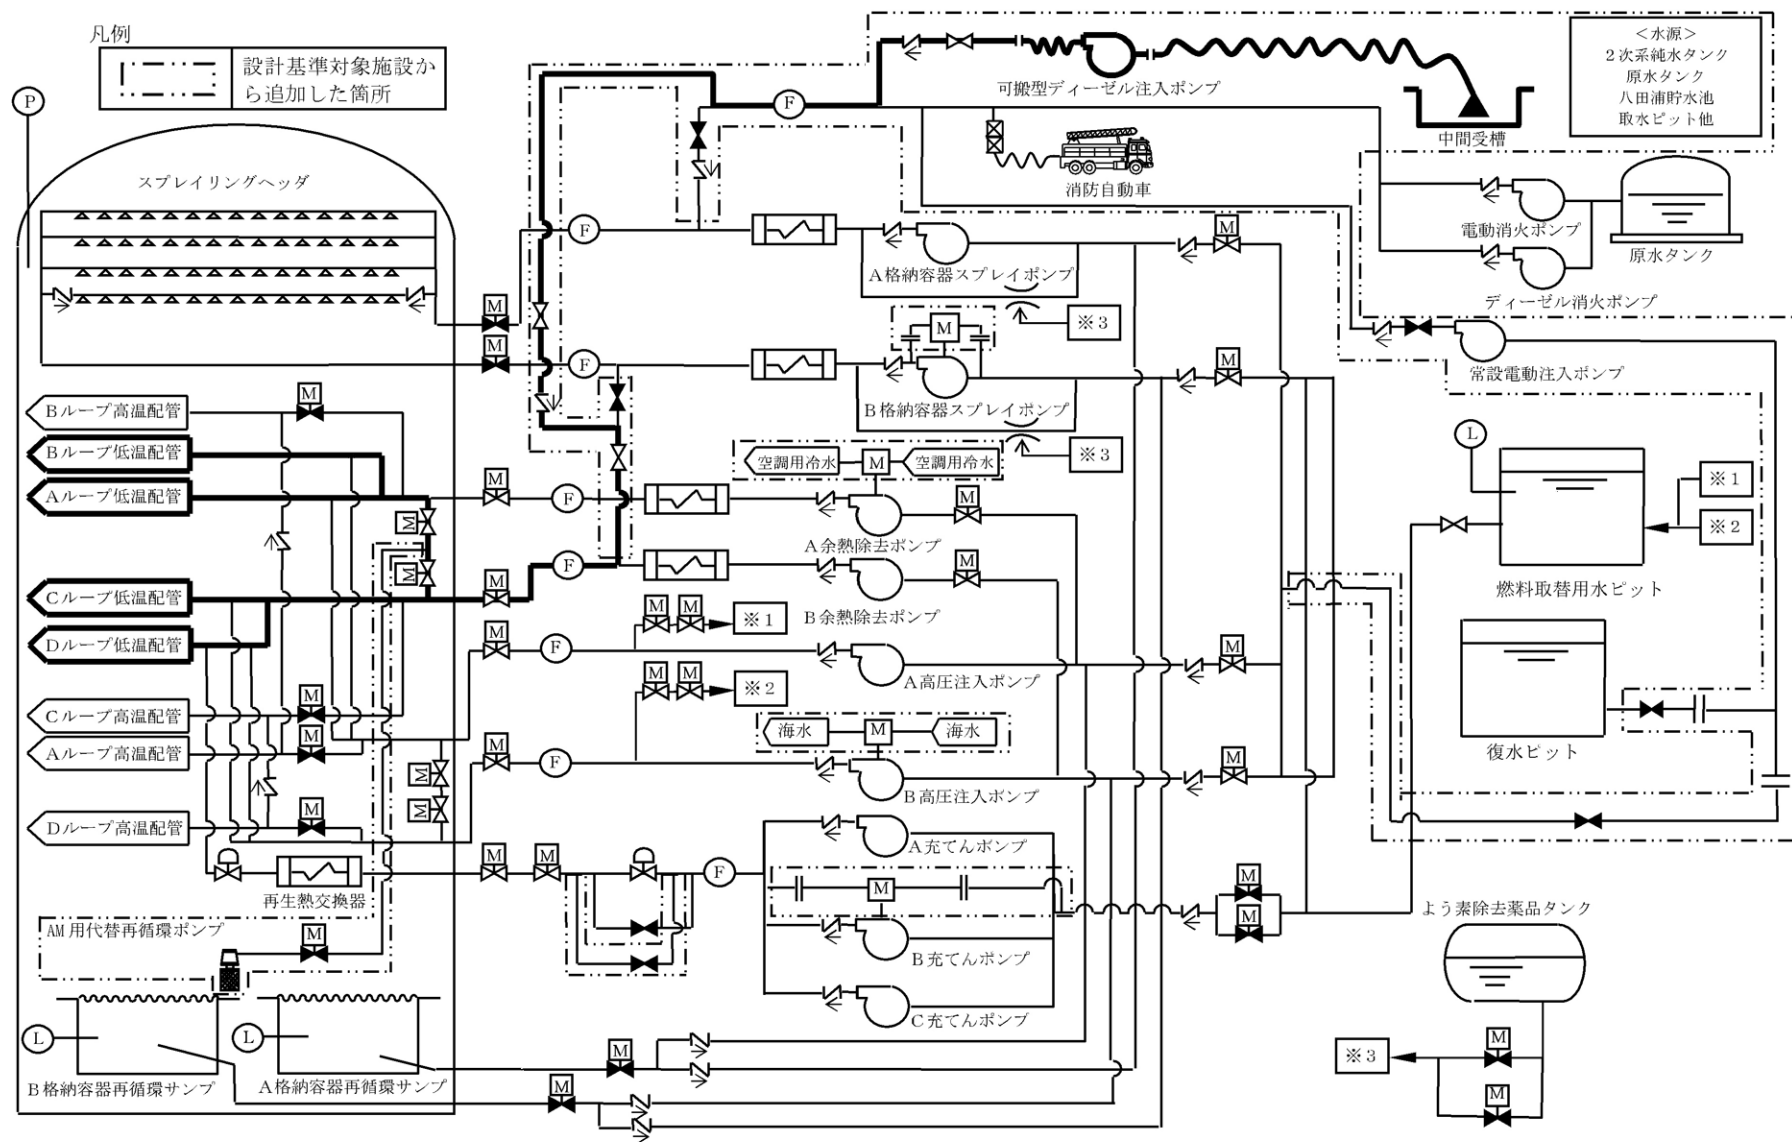 凡例
設計基準対象施設か
ら追加した箇所
P
スプレイリングヘッダ
F
可搬型ディーゼル注入ポンプ
中間受槽
<水源>
2次系純水タンク
原水タンク
八田浦貯水池
取水ピット他
消防自動車
電動消火ポンプ
原水タンク
ディーゼル消火ポンプ
F
M
A格納容器スプレイポンプ
※3
M
M
F
M
M
B格納容器スプレイポンプ
※3
常設電動注入ポンプ
Bループ高温配管
M
Bループ低温配管
Aループ低温配管
M
M
F
空調用冷水
M
空調用冷水
M
A余熱除去ポンプ
L
※1
※2
燃料取替用水ピット
Cループ低温配管
M
M
F
M
B余熱除去ポンプ
Dループ低温配管
M
M
※1
M
F
A高圧注入ポンプ
M
M
M
※2
復水ピット
Cループ高温配管
M
海水
M
海水
Aループ高温配管
M
M
F
B高圧注入ポンプ
M
M
M
Dループ高温配管
M
A充てんポンプ
再生熱交換器
M
M
F
M
B充てんポンプ
M
M
C充てんポンプ
よう素除去薬品タンク
AM用代替再循環ポンプ
M
L
L
B格納容器再循環サンプ
A格納容器再循環サンプ
M
M
※3
M
M